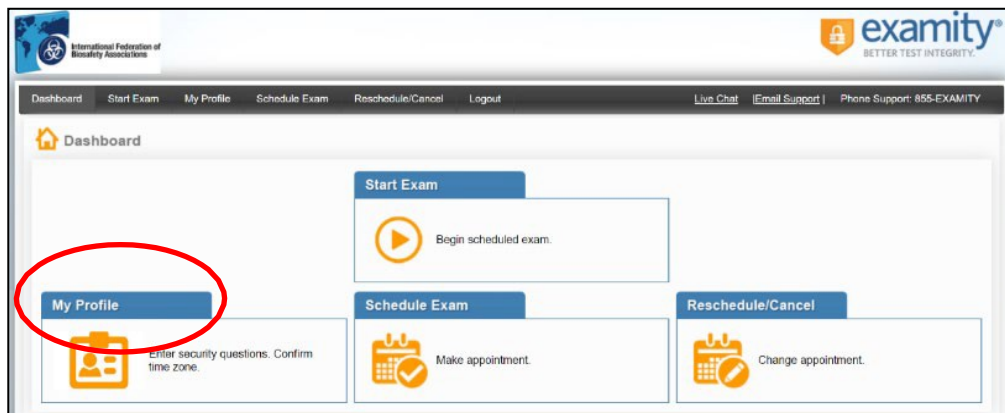 International Federation of
Biosafety Associations
examity®
BETTER TEST INTEGRITY.
Dashboard Start Exam My Profile Schedule Exam Reschedule/Cancel Logout Live Chat |Email Support| Phone Support: 855-EXAMITY
Dashboard
Start Exam
Begin scheduled exam.
My Profile Schedule Exam Reschedule/Cancel
Enter security questions. Confirm
time zone.
Make appointment.
Change appointment.